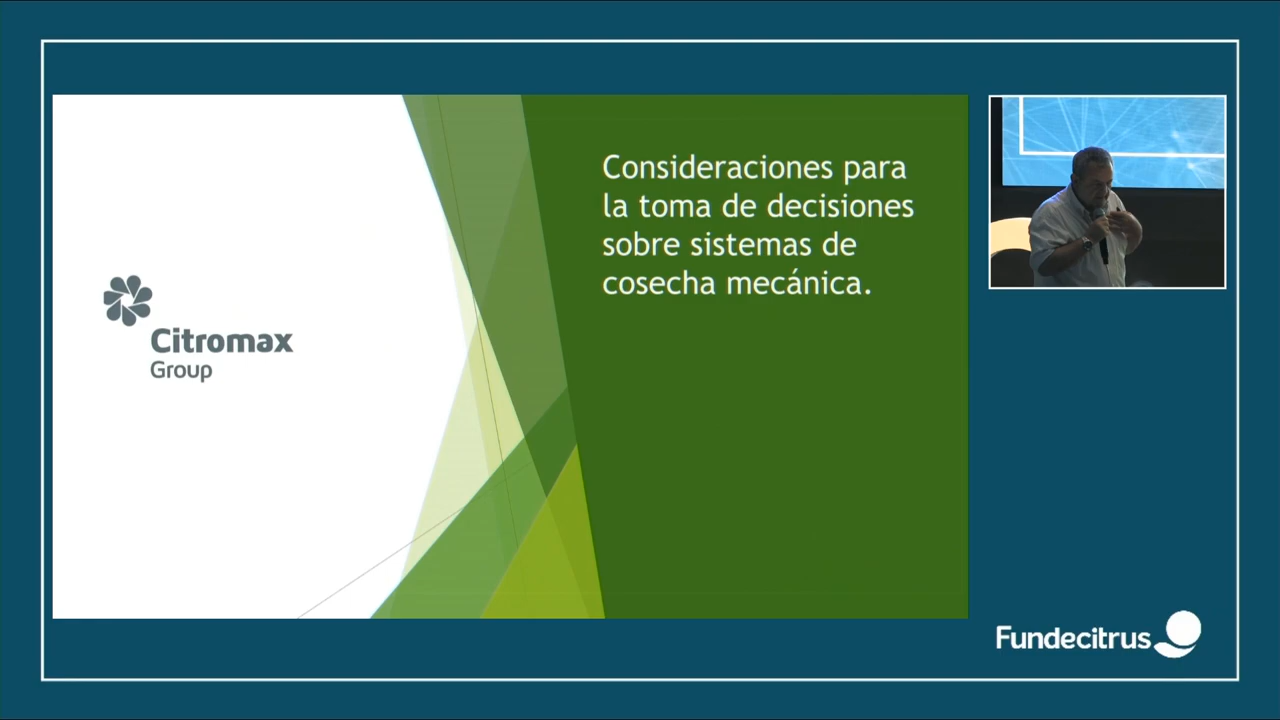 Citromax
Group
Consideraciones para
la toma de decisiones
sobre sistemas de
cosecha mecánica.
Fundecitrus